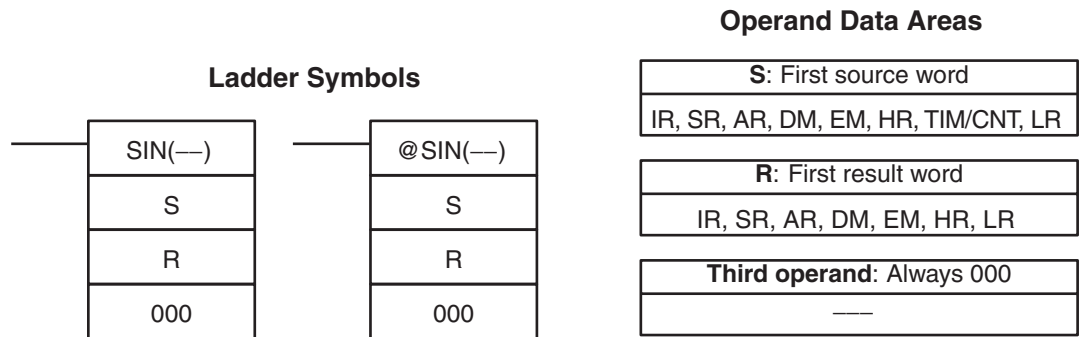 Operand Data Areas
Ladder Symbols
SIN(––)
S
R
000
@SIN(––)
S
R
000
S: First source word
IR, SR, AR, DM, EM, HR, TIM/CNT, LR
R: First result word
IR, SR, AR, DM, EM, HR, LR
Third operand: Always 000
–––